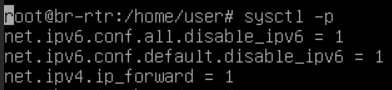 root@br-rtr:/home/user# sysctl -p
net.ipv6.conf.all.disable_ipv6 = 1
net.ipv6.conf.default.disable_ipv6 = 1
net.ipv4.ip_forward = 1